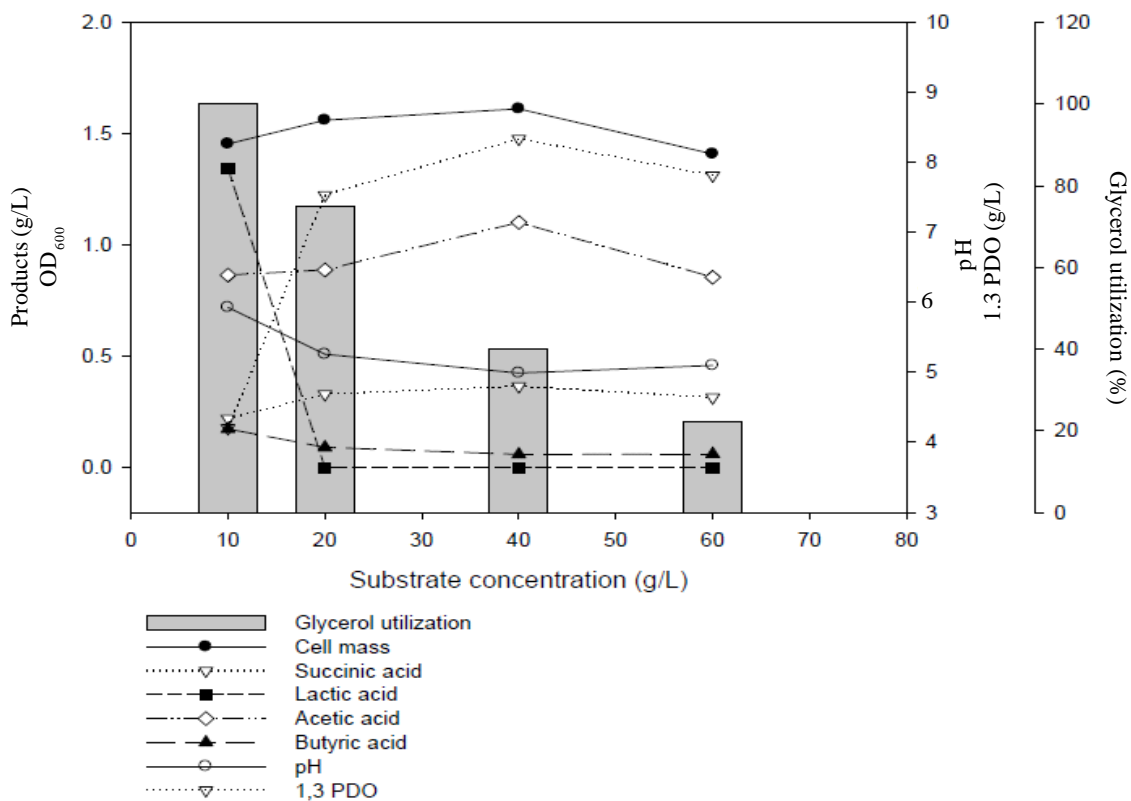 2.0
1.5
1.0
0.5
0.0
Products (g/L)
OD600
10
9
8
7
6
5
4
3
pH
1.3 PDO (g/L)
120
100
80
60
40
20
0
Glycerol utilization (%)
0 10 20 30 40 50 60 70 80
Substrate concentration (g/L)
Glycerol utilization
Cell mass
Succinic acid
Lactic acid
Acetic acid
Butyric acid
pH
1,3 PDO